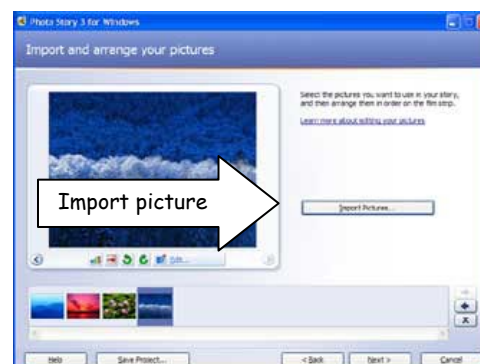 Photo Story 3 for Windows
Import and arrange your pictures
Select the pictures you want to use in your story,
and then arrange them in order on the film strip.
Learn more about editing your pictures
Import picture
Import Pictures...
Edit...
Help
Save Project...
< Back
Next >
Cancel